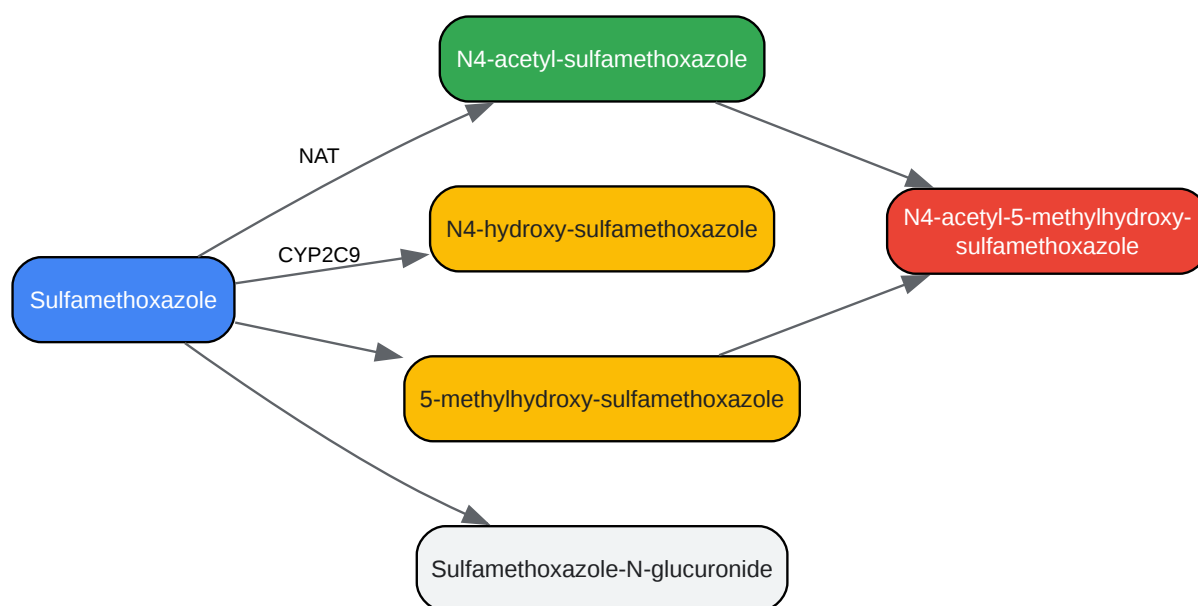 N4-acetyl-sulfamethoxazole
NAT
N4-hydroxy-sulfamethoxazole
N4-acetyl-5-methylhydroxy-
sulfamethoxazole
CYP2C9
Sulfamethoxazole
5-methylhydroxy-sulfamethoxazole
Sulfamethoxazole-N-glucuronide